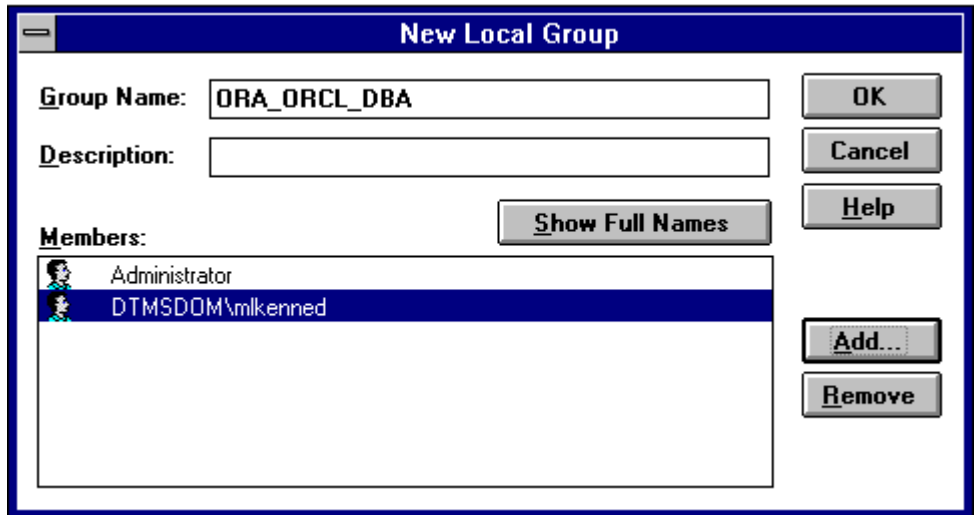 New Local Group
Group Name: ORA_ORCL_DBA
OK
Description:
Cancel
Show Full Names
Help
Members:
Administrator
DTMSDOM\mlkenned
Add...
Remove